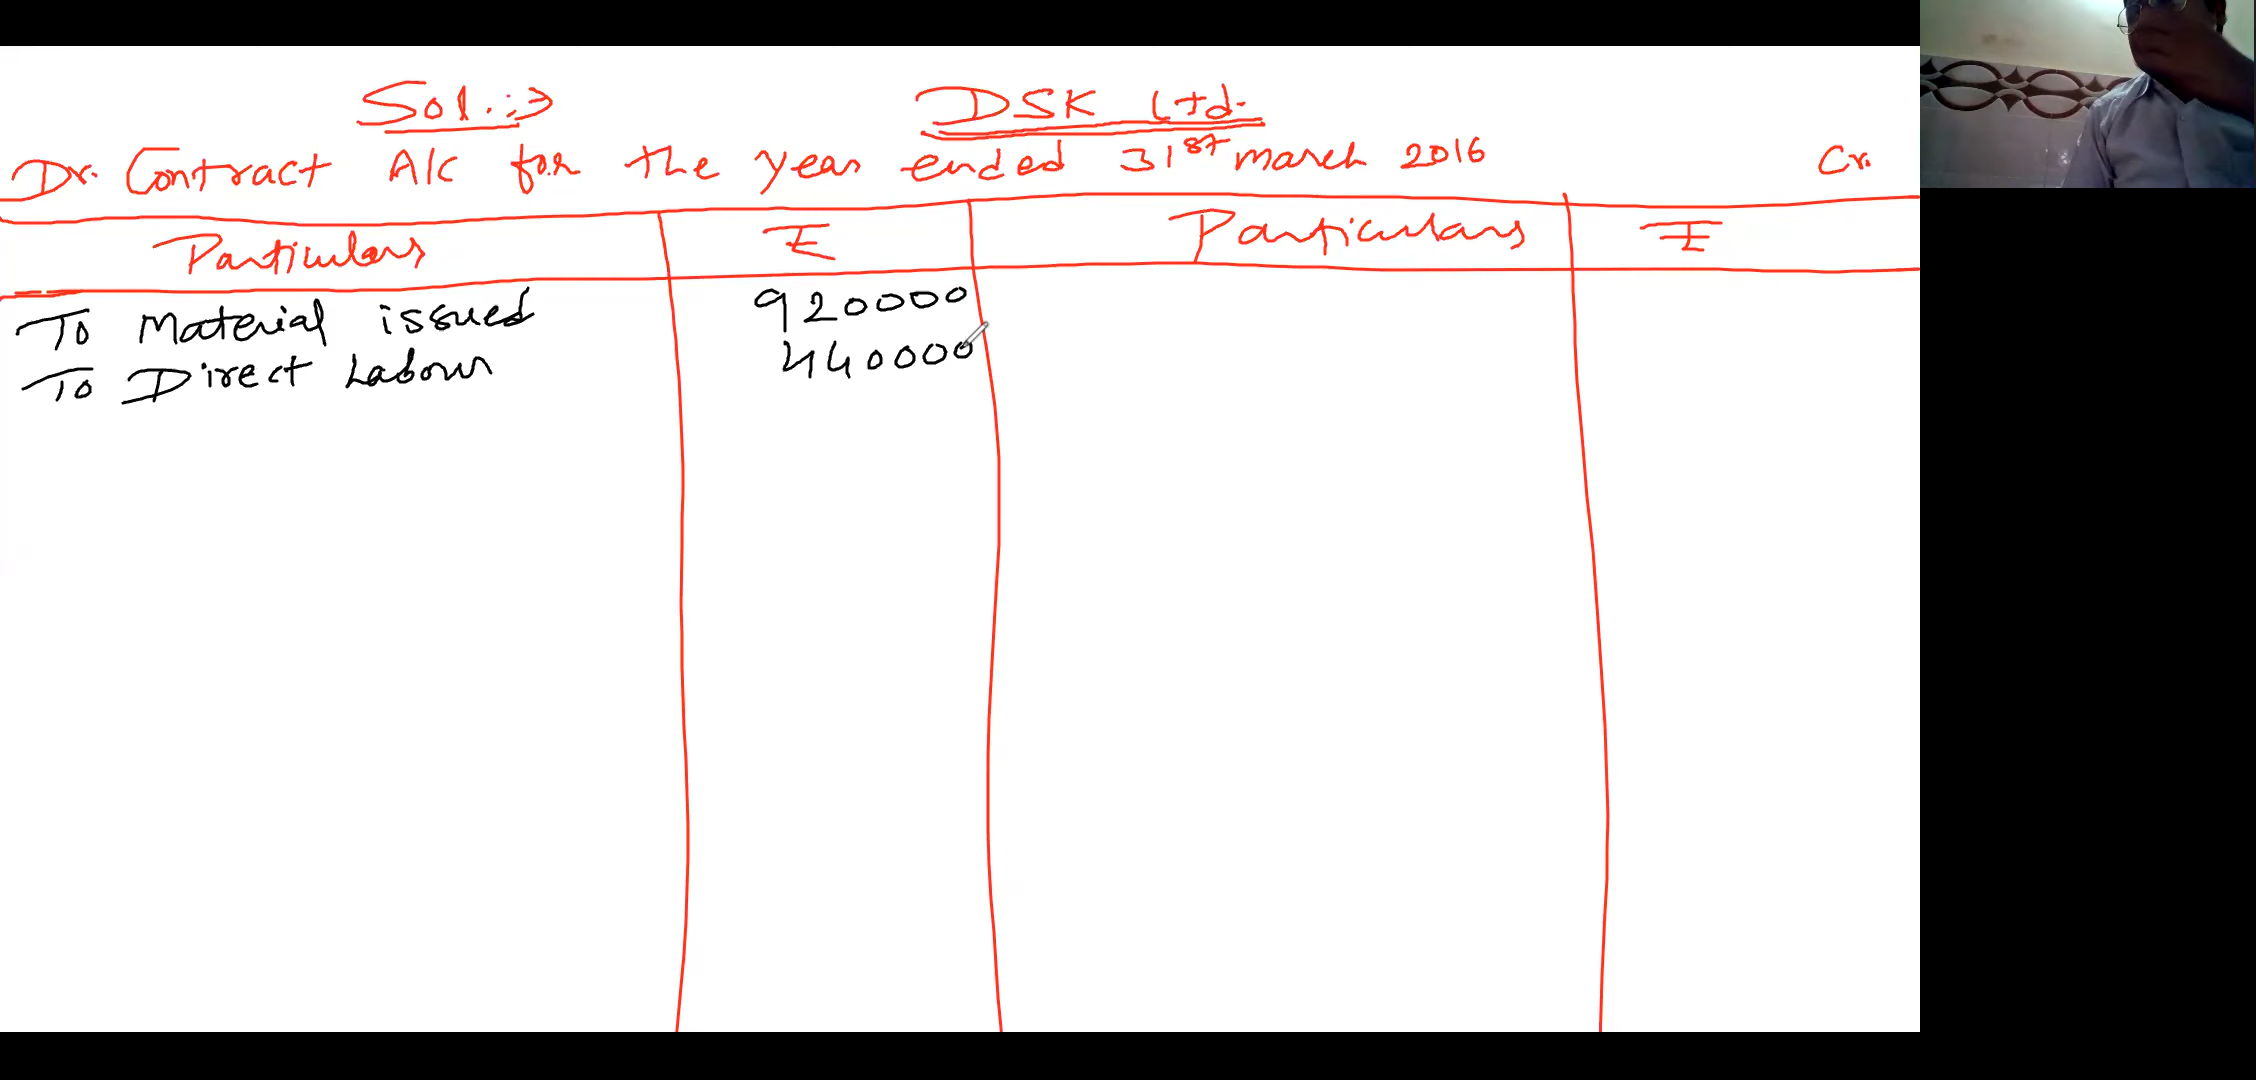 Sol. :⇒ DSK Ltd.
Dr. Contract A/C for the year ended 31st march 2016 Cr.
Particulars ₹ Particulars ₹
To Material issued 920000
To Direct Labour 440000